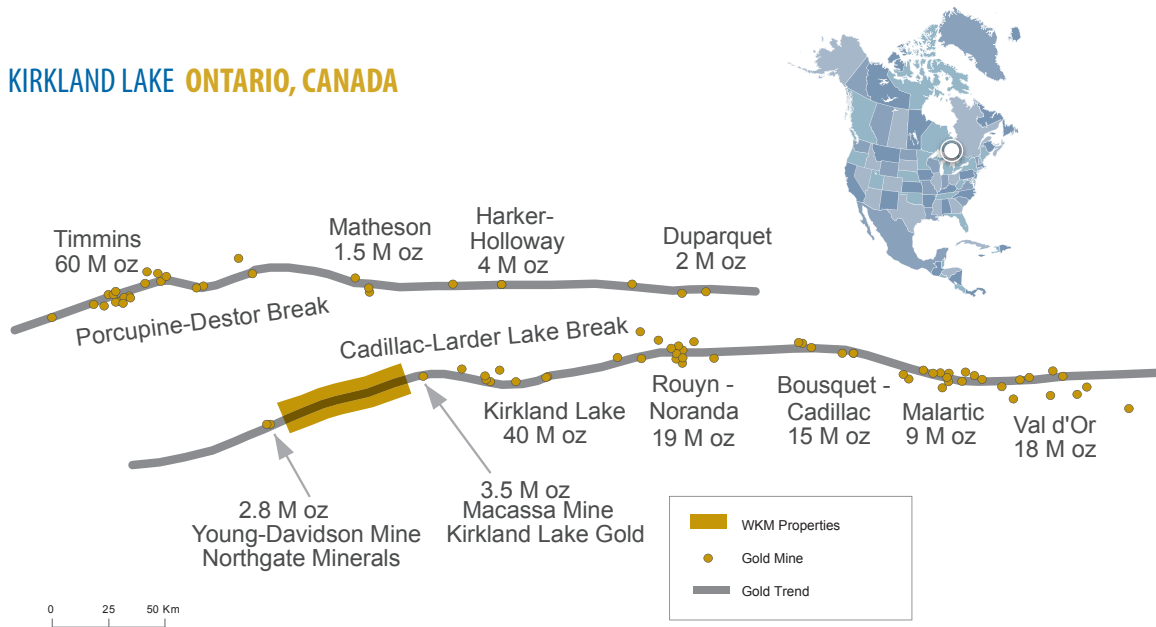 KIRKLAND LAKE ONTARIO, CANADA
Timmins
60 M oz
Matheson
1.5 M oz
Harker-
Holloway
4 M oz
Duparquet
2 M oz
Porcupine-Destor Break
Cadillac-Larder Lake Break
Kirkland Lake
40 M oz
Rouyn -
Noranda
19 M oz
Bousquet -
Cadillac
15 M oz
Malartic
9 M oz
Val d'Or
18 M oz
2.8 M oz
Young-Davidson Mine
Northgate Minerals
3.5 M oz
Macassa Mine
Kirkland Lake Gold
WKM Properties
Gold Mine
Gold Trend
0 25 50 Km